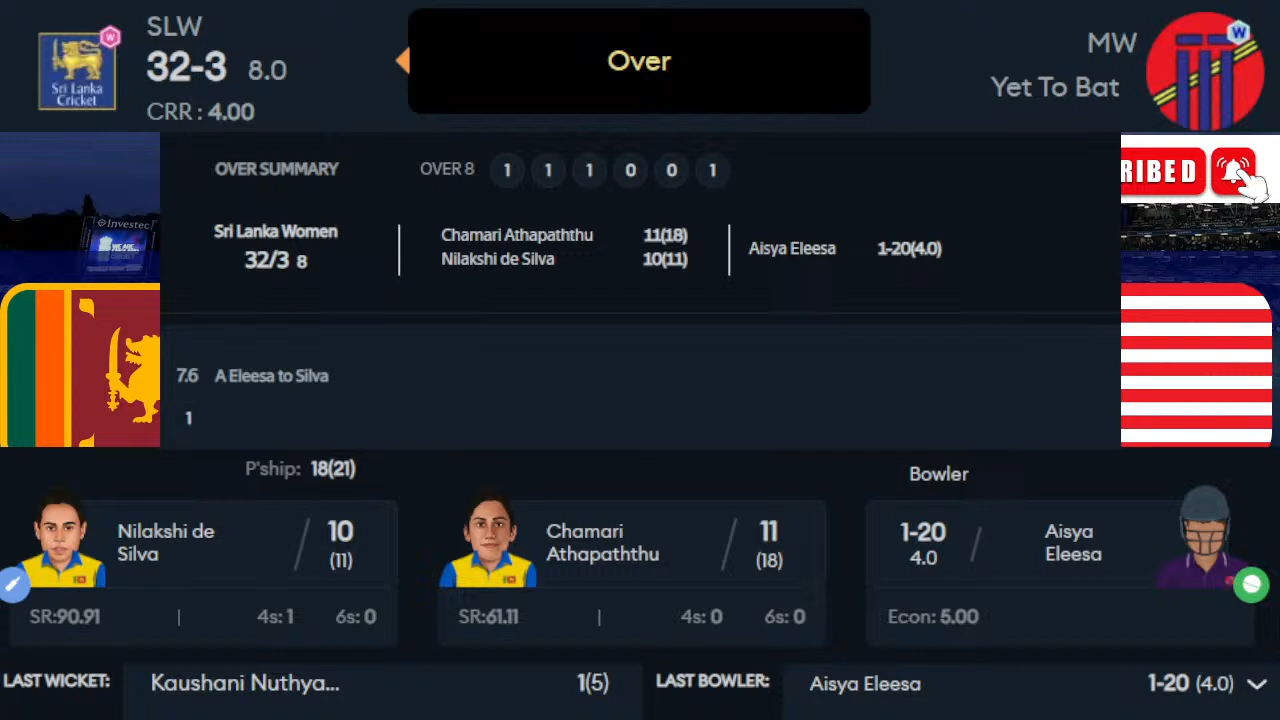 SLW
32-3 8.0
CRR : 4.00
Sri Lanka
Cricket
W
Over
MW
Yet To Bat
W
OVER SUMMARY
OVER 8 1 1 1 0 0 1
Sri Lanka Women
32/3 8
Chamari Athapaththu 11(18)
Nilakshi de Silva 10(11)
Aisya Eleesa 1-20(4.0)
Investec
RIBED
7.6 A Eleesa to Silva
1
P'ship: 18(21)
Bowler
Nilakshi de
Silva
10
(11)
SR:90.91 | 4s: 1 6s: 0
Chamari
Athapaththu
11
(18)
SR:61.11 | 4s: 0 6s: 0
1-20
4.0
Aisya
Eleesa
Econ: 5.00
LAST WICKET: Kaushani Nuthya... 1(5)
LAST BOWLER: Aisya Eleesa 1-20 (4.0)